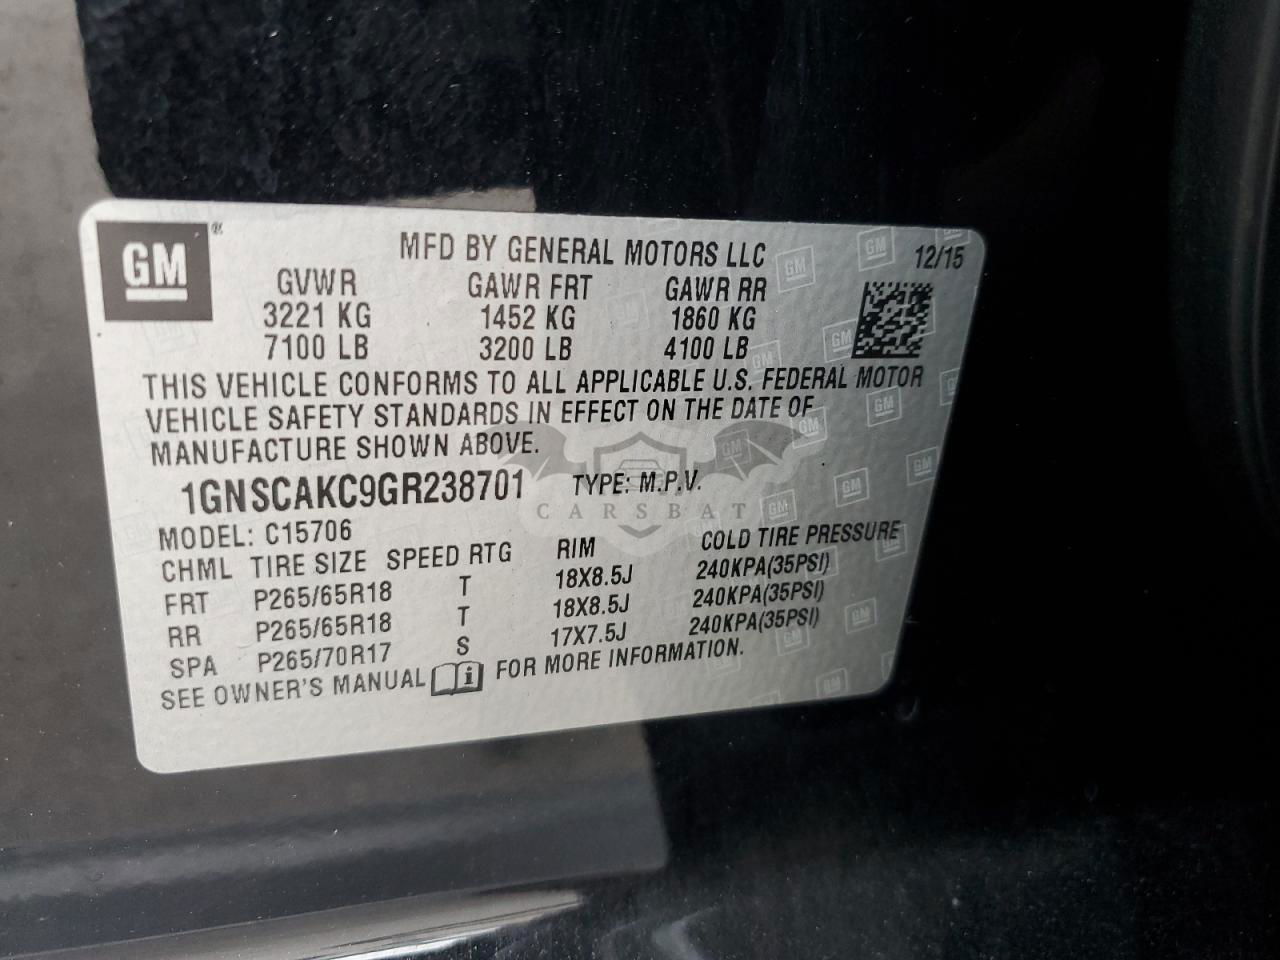 GM®
MFD BY GENERAL MOTORS LLC 12/15
GVWR GAWR FRT GAWR RR
3221 KG 1452 KG 1860 KG
7100 LB 3200 LB 4100 LB
THIS VEHICLE CONFORMS TO ALL APPLICABLE U.S. FEDERAL MOTOR
VEHICLE SAFETY STANDARDS IN EFFECT ON THE DATE OF
MANUFACTURE SHOWN ABOVE.
1GNSCAKC9GR238701 TYPE: M.P.V.
CARSBAT
MODEL: C15706
CHML TIRE SIZE SPEED RTG RIM COLD TIRE PRESSURE
FRT P265/65R18 T 18X8.5J 240KPA(35PSI)
RR P265/65R18 T 18X8.5J 240KPA(35PSI)
SPA P265/70R17 S 17X7.5J 240KPA(35PSI)
SEE OWNER'S MANUAL i FOR MORE INFORMATION.